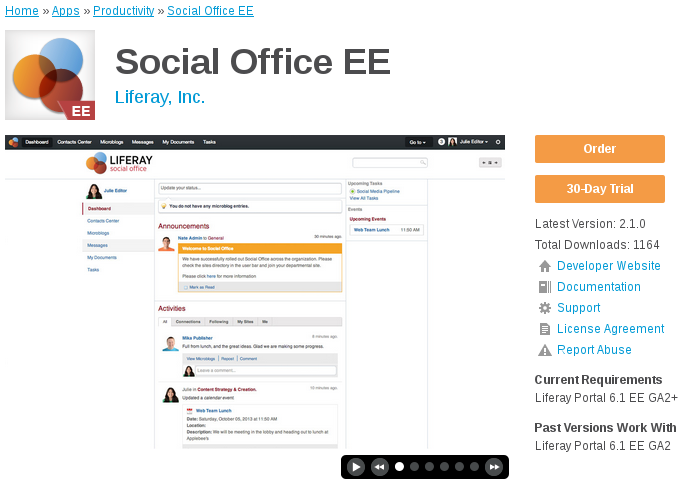 Home » Apps » Productivity » Social Office EE
Social Office EE
Liferay, Inc.
EE
Dashboard Contacts Center Microblogs Messages My Documents Tasks Go to Julie Editor
LIFERAY
social office
Julie Editor
Dashboard
Contacts Center
Microblogs
Messages
My Documents
Tasks
Update your status...
You do not have any microblog entries.
Announcements
Nate Admin to General 30 minutes ago.
Welcome to Social Office
We have successfully rolled out Social Office across the organization. Please
check the sites directory in the user bar and join your departmental site.
Please click here for more information
Mark as Read
Activities
All Connections Following My Sites Me
Mike Publisher 6 minutes ago.
Full from lunch, and the great ideas. Glad we are making some progress.
View Microblogs Repost Comment
Leave a comment...
Julie in Content Strategy & Creation. 10 minutes ago.
Updated a calendar event
Web Team Lunch
Date: Saturday, October 05, 2013 at 11:50 AM
Location:
Description: We will be meeting in the lobby and heading out to lunch at
Applebee's
Upcoming Tasks
Social Media Pipeline
View All Tasks
Events
Upcoming Events
Web Team Lunch 11:50 AM
Order
30-Day Trial
Latest Version: 2.1.0
Total Downloads: 1164
Developer Website
Documentation
Support
License Agreement
Report Abuse
Current Requirements
Liferay Portal 6.1 EE GA2+
Past Versions Work With
Liferay Portal 6.1 EE GA2